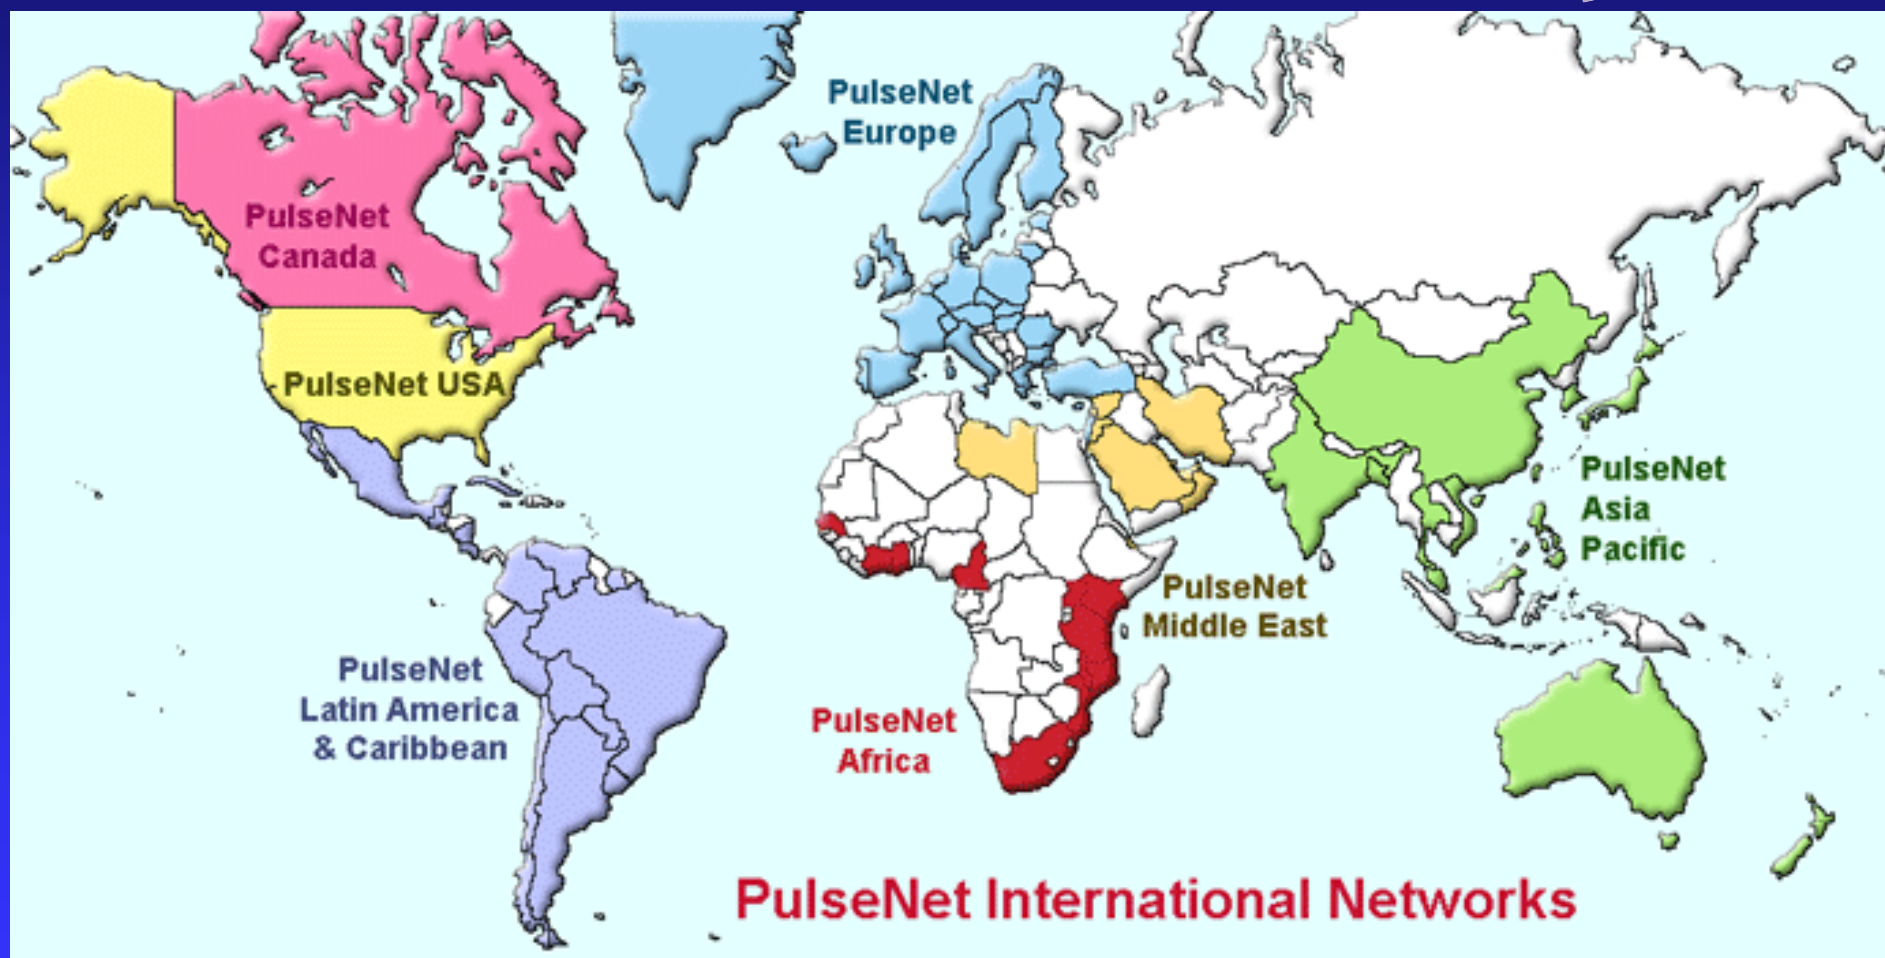 PulseNet
Europe
PulseNet
Canada
PulseNet USA
PulseNet
Asia
Pacific
PulseNet
Middle East
PulseNet
Latin America
& Caribbean
PulseNet
Africa
PulseNet International Networks